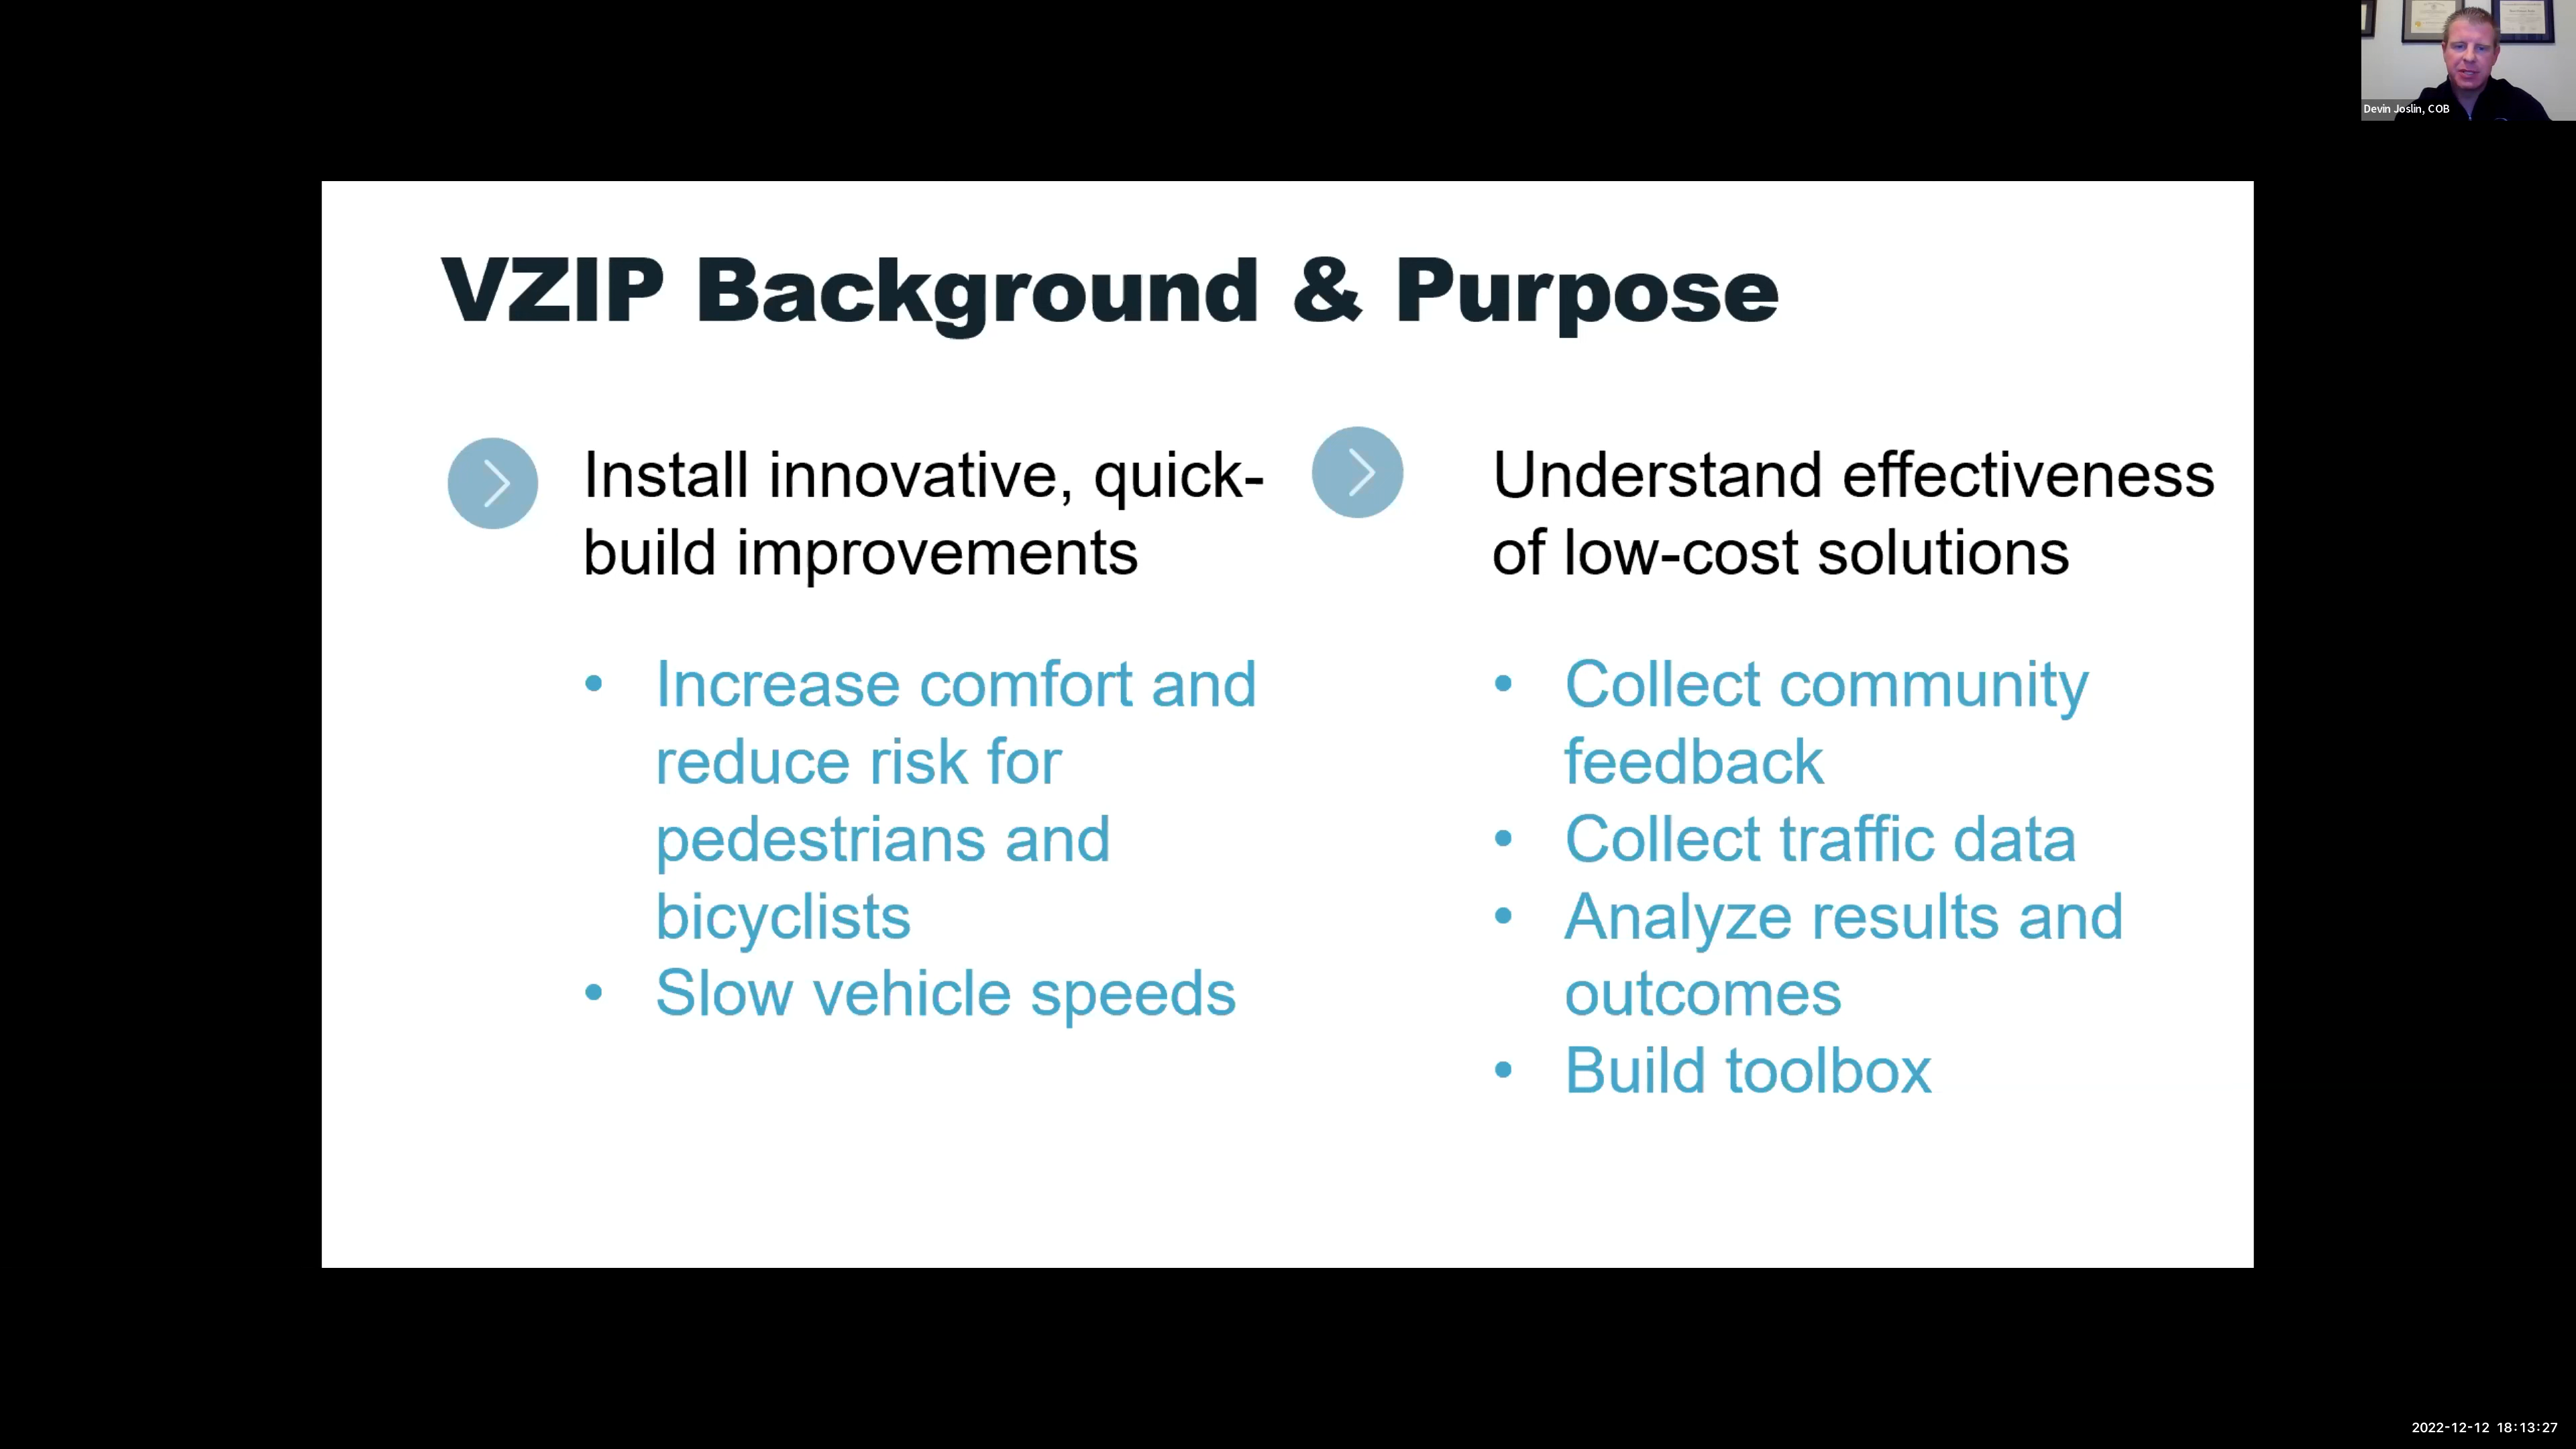 Devin Joslin, COB
VZIP Background & Purpose
Install innovative, quick-
build improvements
• Increase comfort and
reduce risk for
pedestrians and
bicyclists
• Slow vehicle speeds
Understand effectiveness
of low-cost solutions
• Collect community
feedback
• Collect traffic data
• Analyze results and
outcomes
• Build toolbox
2022-12-12 18:13:27